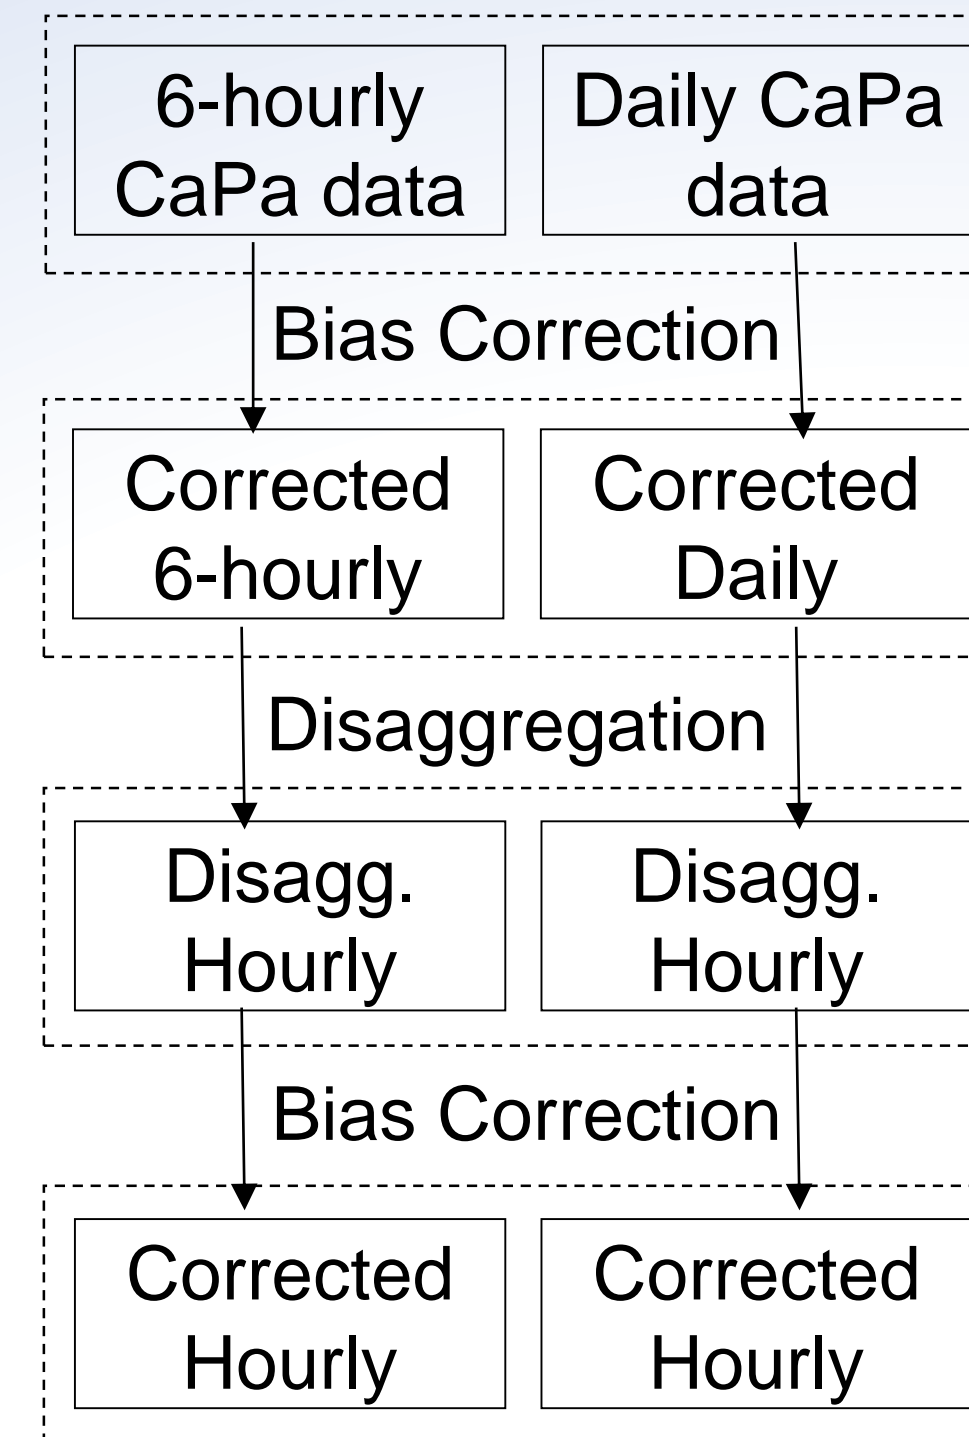 6-hourly
CaPa data
Daily CaPa
data
Bias Correction
Corrected
6-hourly
Corrected
Daily
Disaggregation
Disagg.
Hourly
Disagg.
Hourly
Bias Correction
Corrected
Hourly
Corrected
Hourly